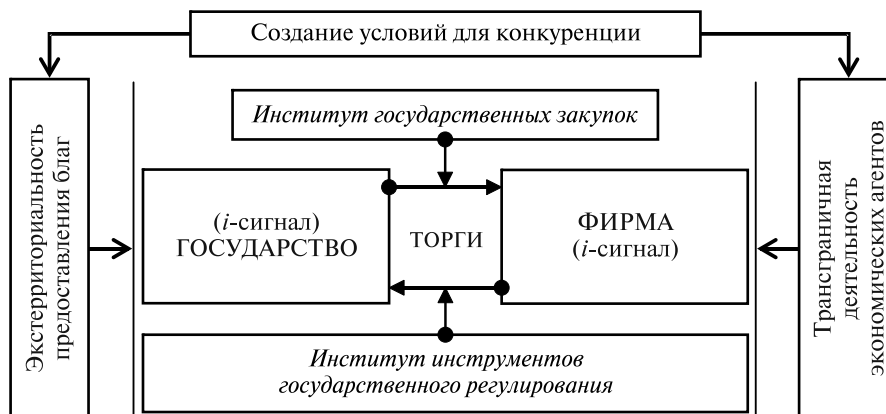 Создание условий для конкуренции
Экстерриториальность
предоставления благ
Институт государственных закупок
(i-сигнал)
ГОСУДАРСТВО
ТОРГИ
ФИРМА
(i-сигнал)
Институт инструментов
государственного регулирования
Трансграничная
деятельность
экономических агентов